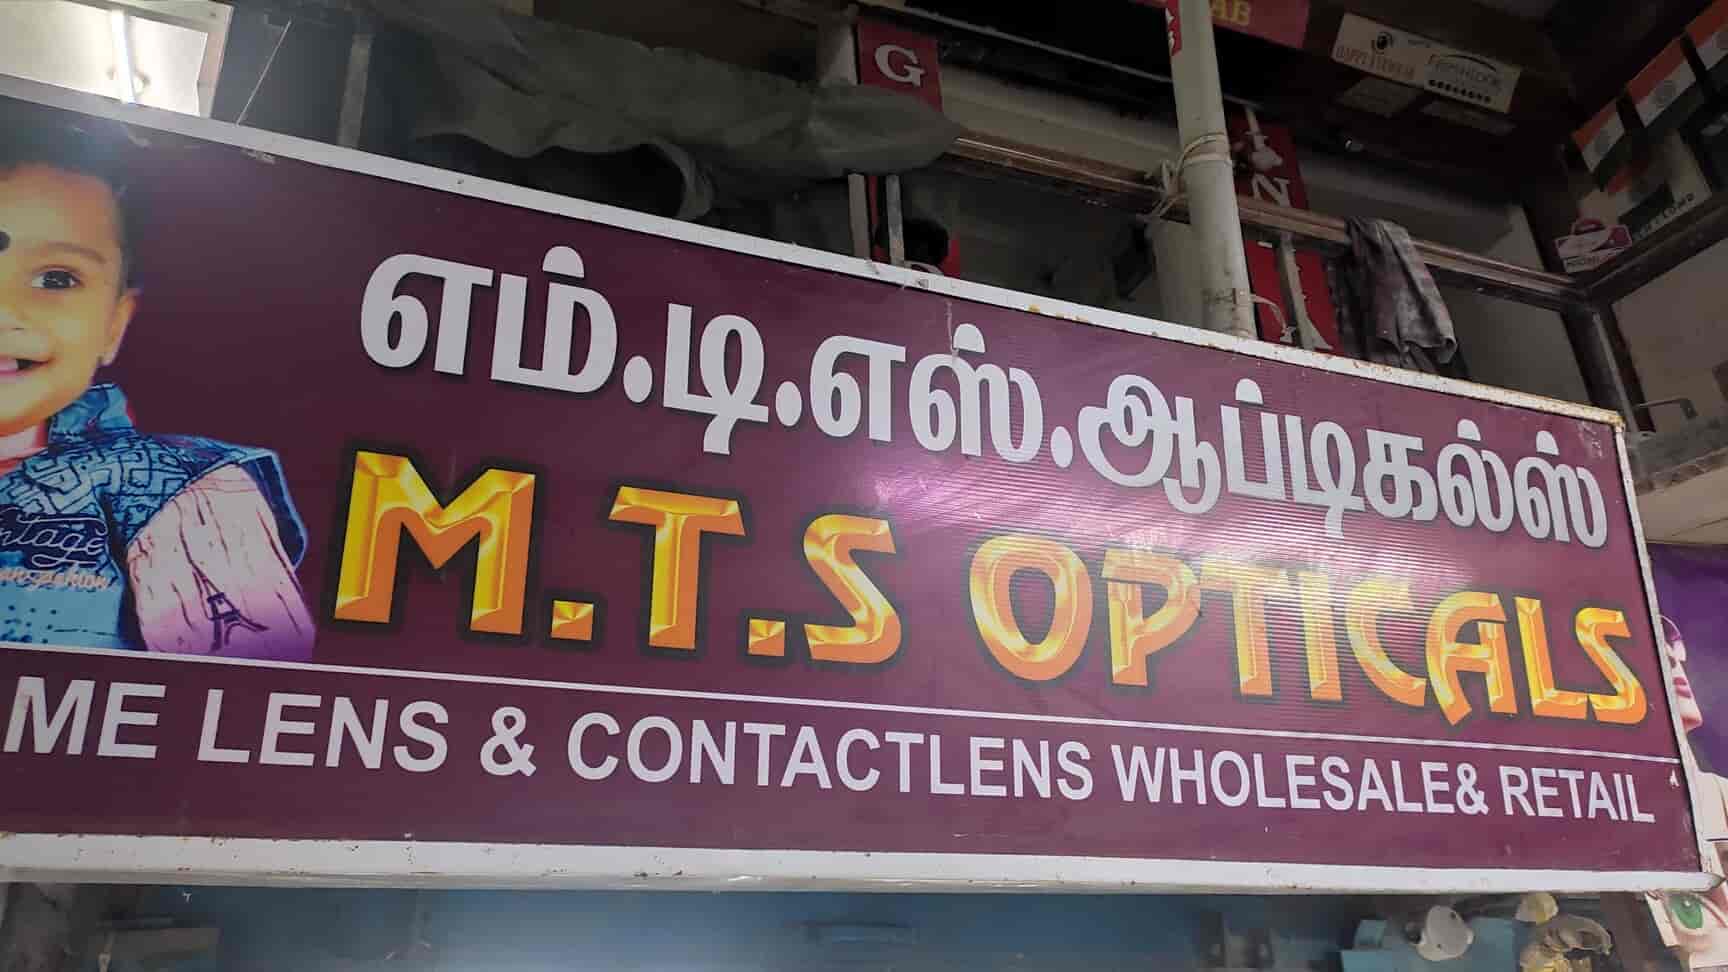 எம்.டி.எஸ்.ஆப்டிகல்ஸ்
M.T.S OPTICALS
ME LENS & CONTACTLENS WHOLESALE& RETAIL
G